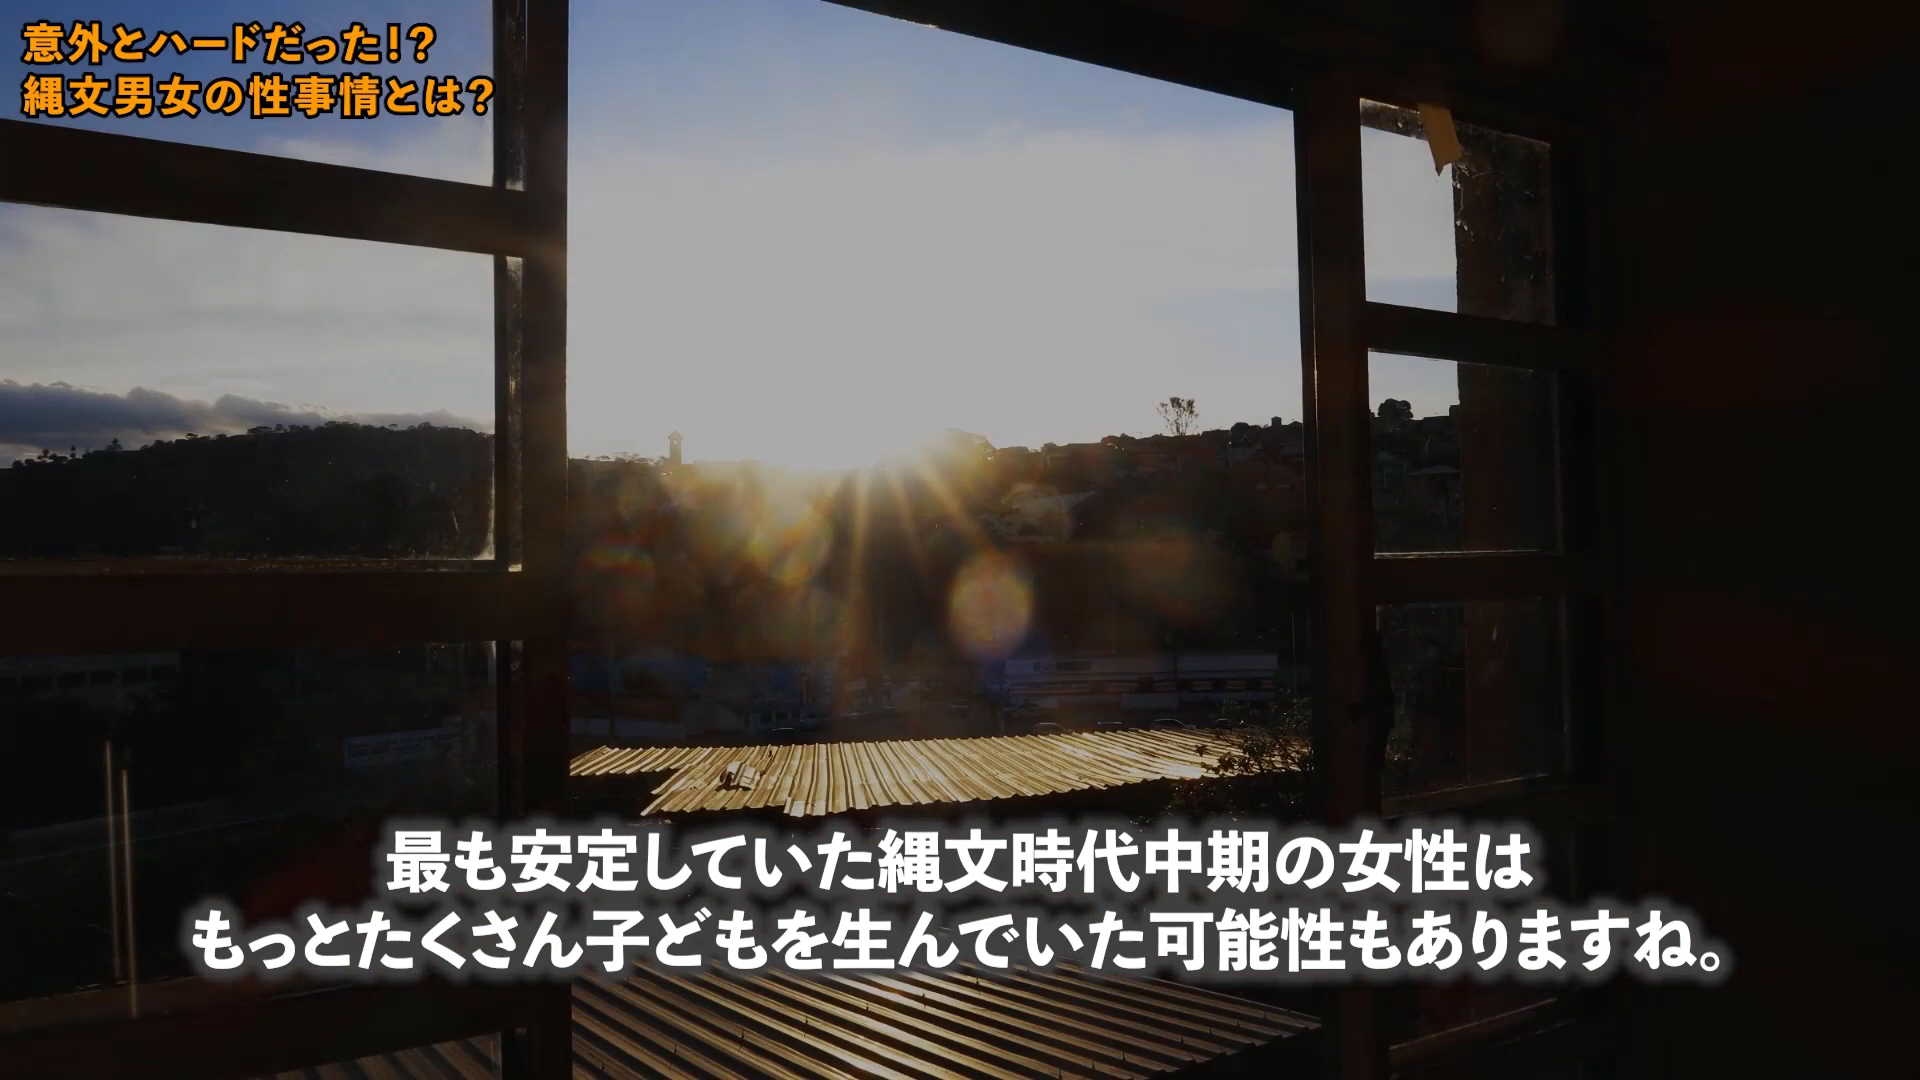 意外とハードだった!?
縄文男女の性事情とは?
最も安定していた縄文時代中期の女性は
もっとたくさん子どもを生んでいた可能性もありますね。